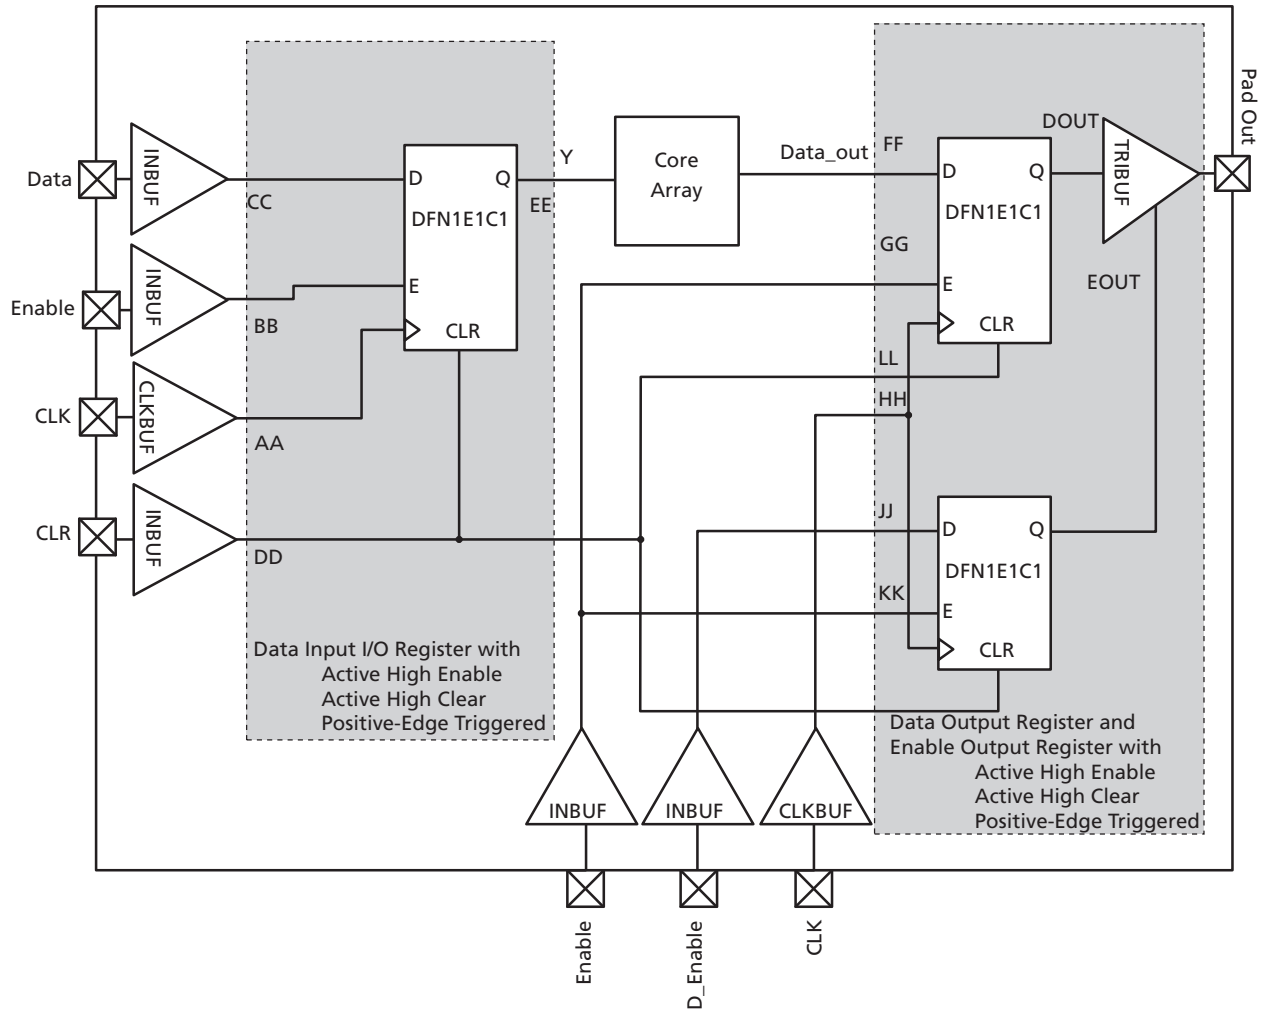 Data
INBUF
CC
D
Q
DFN1E1C1
E
CLR
Y
EE
Core
Array
Data_out
FF
D
Q
DFN1E1C1
GG
E
CLR
DOUT
TRIBUF
Pad Out
EOUT
Enable
INBUF
BB
CLK
CLKBUF
AA
CLR
INBUF
DD
LL
HH
JJ
D
Q
DFN1E1C1
KK
E
CLR
Data Input I/O Register with
Active High Enable
Active High Clear
Positive-Edge Triggered
Data Output Register and
Enable Output Register with
Active High Enable
Active High Clear
Positive-Edge Triggered
INBUF
INBUF
CLKBUF
Enable
D_Enable
CLK